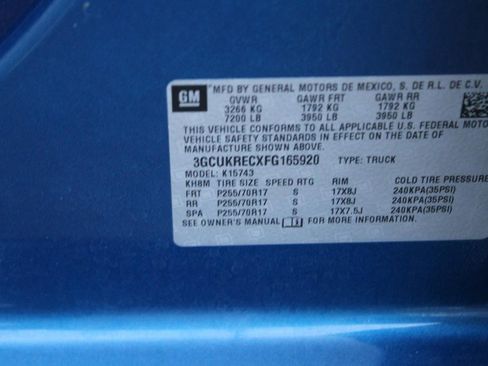 GM
MFD BY GENERAL MOTORS DE MEXICO, S. DE R.L. DE C.V.
GVWR GAWR FRT GAWR RR
3266 KG 1792 KG 1792 KG
7200 LB 3950 LB 3950 LB
THIS VEHICLE CONFORMS TO ALL APPLICABLE U.S. FEDERAL MOTOR
VEHICLE SAFETY STANDARDS IN EFFECT ON THE DATE OF
MANUFACTURE SHOWN ABOVE.
3GCUKRECXFG165920 TYPE: TRUCK
MODEL: K15743
KH8M TIRE SIZE SPEED RTG RIM COLD TIRE PRESSURE
FRT P255/70R17 S 17X8J 240KPA(35PSI)
RR P255/70R17 S 17X8J 240KPA(35PSI)
SPA P255/70R17 S 17X7.5J 240KPA(35PSI)
SEE OWNER'S MANUAL FOR MORE INFORMATION.